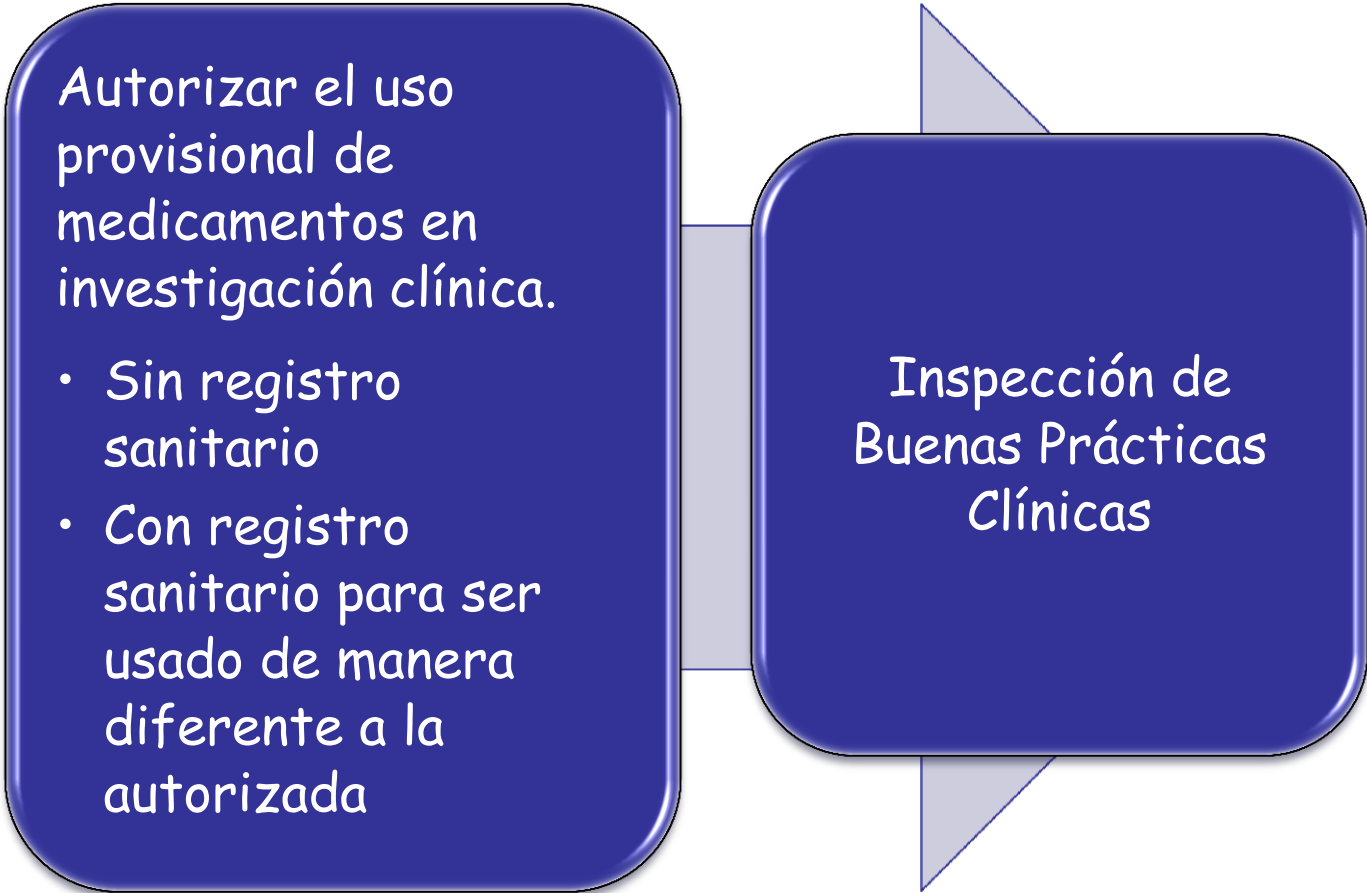 Autorizar el uso
provisional de
medicamentos en
investigación clínica.
• Sin registro
sanitario
• Con registro
sanitario para ser
usado de manera
diferente a la
autorizada
Inspección de
Buenas Prácticas
Clínicas